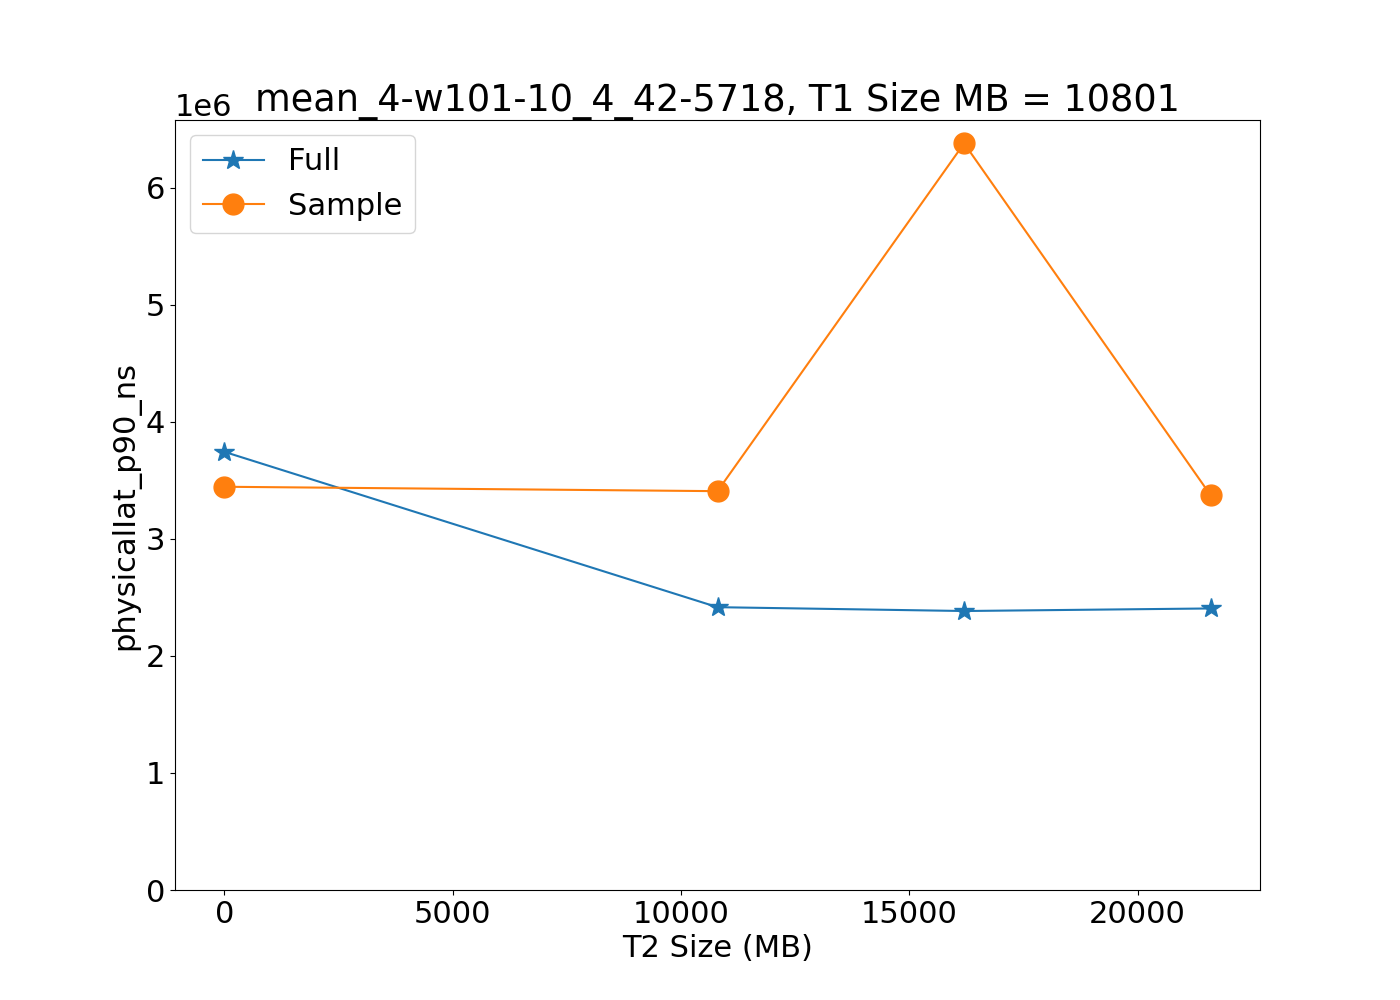 1e6
mean_4-w101-10_4_42-5718, T1 Size MB = 10801
Full
Sample
6
5
4
3
2
1
0
physicallat_p90_ns
0 5000 10000 15000 20000
T2 Size (MB)